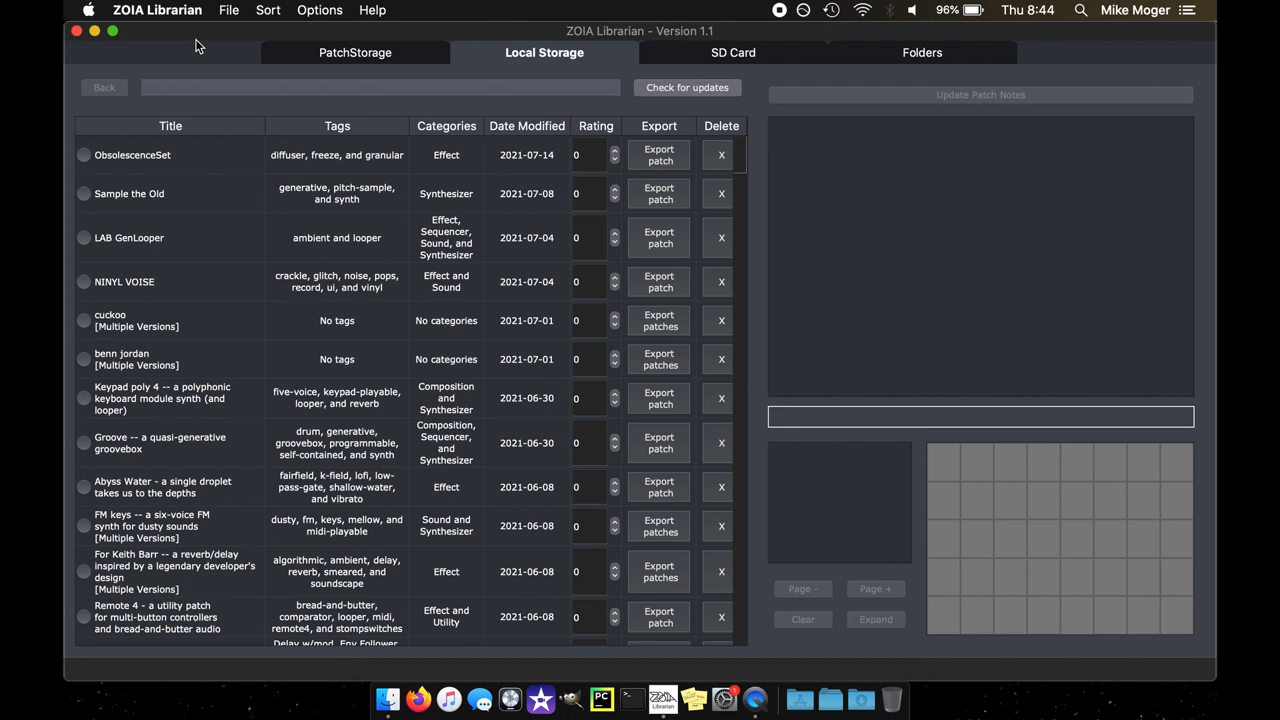 ZOIA Librarian File Sort Options Help 96% Thu 8:44 Mike Moger
ZOIA Librarian - Version 1.1
PatchStorage Local Storage SD Card Folders
Back Check for updates Update Patch Notes
Title Tags Categories Date Modified Rating Export Delete
ObsolescenceSet diffuser, freeze, and granular Effect 2021-07-14 0 Export
patch X
Sample the Old generative, pitch-sample,
and synth Synthesizer 2021-07-08 0 Export
patch X
LAB GenLooper ambient and looper Effect,
Sequencer,
Sound, and
Synthesizer 2021-07-04 0 Export
patch X
NINYL VOISE crackle, glitch, noise, pops,
record, ui, and vinyl Effect and
Sound 2021-07-04 0 Export
patch X
cuckoo
[Multiple Versions] No tags No categories 2021-07-01 0 Export
patches X
benn jordan
[Multiple Versions] No tags No categories 2021-07-01 0 Export
patches X
Keypad poly 4 -- a polyphonic
keyboard module synth (and
looper) five-voice, keypad-playable,
looper, and reverb Composition
and
Synthesizer 2021-06-30 0 Export
patch X
Groove -- a quasi-generative
groovebox drum, generative,
groovebox, programmable,
self-contained, and synth Composition,
Sequencer,
and
Synthesizer 2021-06-30 0 Export
patch X
Abyss Water - a single droplet
takes us to the depths fairfield, k-field, lofi, low-
pass-gate, shallow-water,
and vibrato Effect 2021-06-08 0 Export
patch X
FM keys -- a six-voice FM
synth for dusty sounds
[Multiple Versions] dusty, fm, keys, mellow, and
midi-playable Sound and
Synthesizer 2021-06-08 0 Export
patches X
For Keith Barr -- a reverb/delay
inspired by a legendary developer's
design
[Multiple Versions] algorithmic, ambient, delay,
reverb, smeared, and
soundscape Effect 2021-06-08 0 Export
patches X
Remote 4 - a utility patch
for multi-button controllers
and bread-and-butter audio bread-and-butter,
comparator, looper, midi,
remote4, and stompswitches Effect and
Utility 2021-06-08 0 Export
patch X
Delay w/mod, Env Follower,
Page - Page +
Clear Expand
PC
ZOIA
Librarian
1